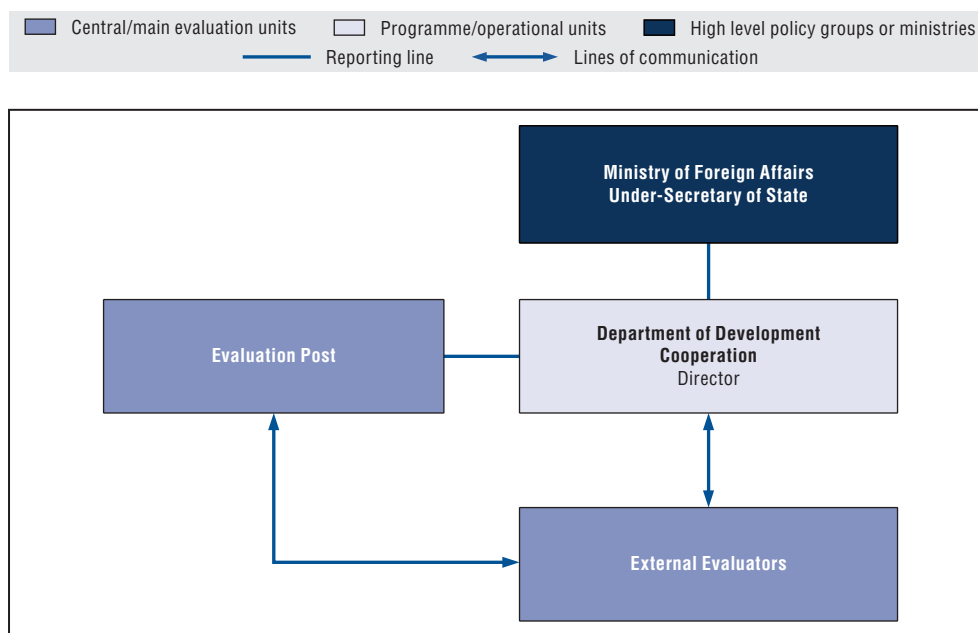 Central/main evaluation units
Programme/operational units
High level policy groups or ministries
Reporting line
Lines of communication
Ministry of Foreign Affairs
Under-Secretary of State
Evaluation Post
Department of Development
Cooperation
Director
External Evaluators